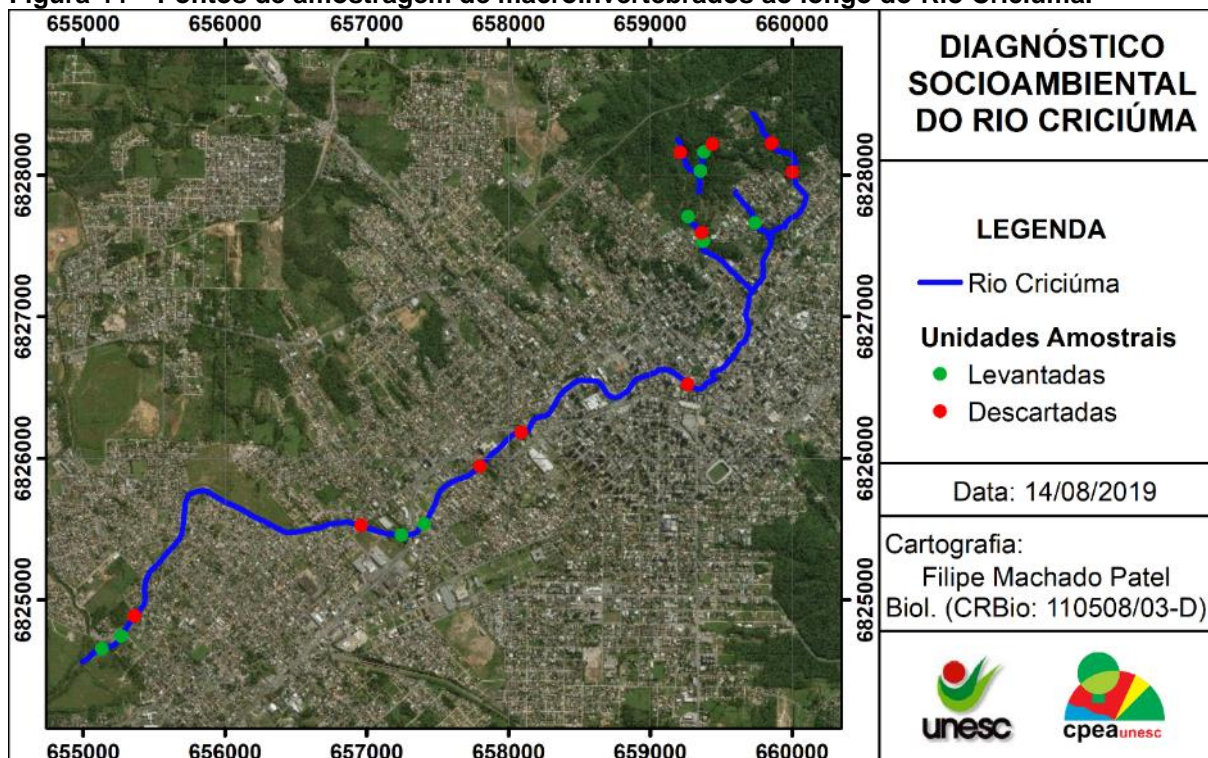 Figura – Pontos de amostragem de macroinvertebrados ao longo do Rio Criciúma.
655000 656000 657000 658000 659000 660000
6828000 6828000
6827000 6827000
6826000 6826000
6825000 6825000
655000 656000 657000 658000 659000 660000
DIAGNÓSTICO
SOCIOAMBIENTAL
DO RIO CRICIÚMA
LEGENDA
Rio Criciúma
Unidades Amostrais
Levantadas
Descartadas
Data: 14/08/2019
Cartografia:
Filipe Machado Patel
Biol. (CRBio: 110508/03-D)
unesc
cpeaunesc